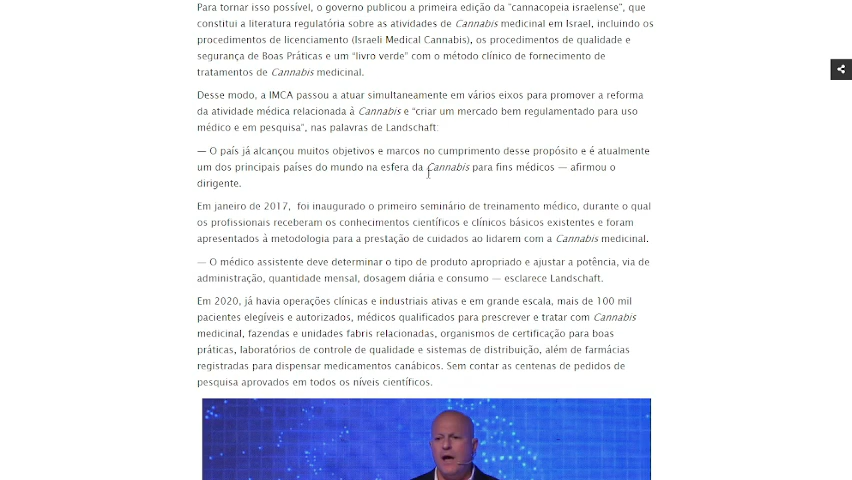 Para tornar isso possível, o governo publicou a primeira edição da "cannacopeia israelense", que
constitui a literatura regulatória sobre as atividades de Cannabis medicinal em Israel, incluindo os
procedimentos de licenciamento (Israeli Medical Cannabis), os procedimentos de qualidade e
segurança de Boas Práticas e um "livro verde" com o método clínico de fornecimento de
tratamentos de Cannabis medicinal.
Desse modo, a IMCA passou a atuar simultaneamente em vários eixos para promover a reforma
da atividade médica relacionada à Cannabis e "criar um mercado bem regulamentado para uso
médico e em pesquisa", nas palavras de Landschaft:
— O país já alcançou muitos objetivos e marcos no cumprimento desse propósito e é atualmente
um dos principais países do mundo na esfera da Cannabis para fins médicos — afirmou o
dirigente.
Em janeiro de 2017, foi inaugurado o primeiro seminário de treinamento médico, durante o qual
os profissionais receberam os conhecimentos científicos e clínicos básicos existentes e foram
apresentados à metodologia para a prestação de cuidados ao lidarem com a Cannabis medicinal.
— O médico assistente deve determinar o tipo de produto apropriado e ajustar a potência, via de
administração, quantidade mensal, dosagem diária e consumo — esclarece Landschaft.
Em 2020, já havia operações clínicas e industriais ativas e em grande escala, mais de 100 mil
pacientes elegíveis e autorizados, médicos qualificados para prescrever e tratar com Cannabis
medicinal, fazendas e unidades fabris relacionadas, organismos de certificação para boas
práticas, laboratórios de controle de qualidade e sistemas de distribuição, além de farmácias
registradas para dispensar medicamentos canábicos. Sem contar as centenas de pedidos de
pesquisa aprovados em todos os níveis científicos.